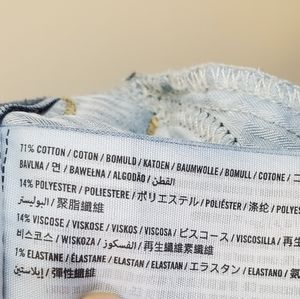 71% COTTON / COTON / BOMULD / KATOEN / BAUMWOLLE / BOMULL / COTONE /
BAVLNA / 면 / BAWEŁNA / ALGODÃO / القطن
14% POLYESTER / POLIESTERE / ポリエステル / POLIÉSTER / 涤纶 / POLYES
البوليستر / 聚脂纖維
14% VISCOSE / VISKOSE / VISKOS / VISCOSA / ビスコース / VISCOSILLA / 再生
비스코스 / WISKOZA / الفسكوز / 再生纖維素纖維
1% ELASTANE / ELASTHANNE / ELASTAN / ELASTAAN / エラスタン / ELASTANO / 氨
إيلاستين / 彈性纖維